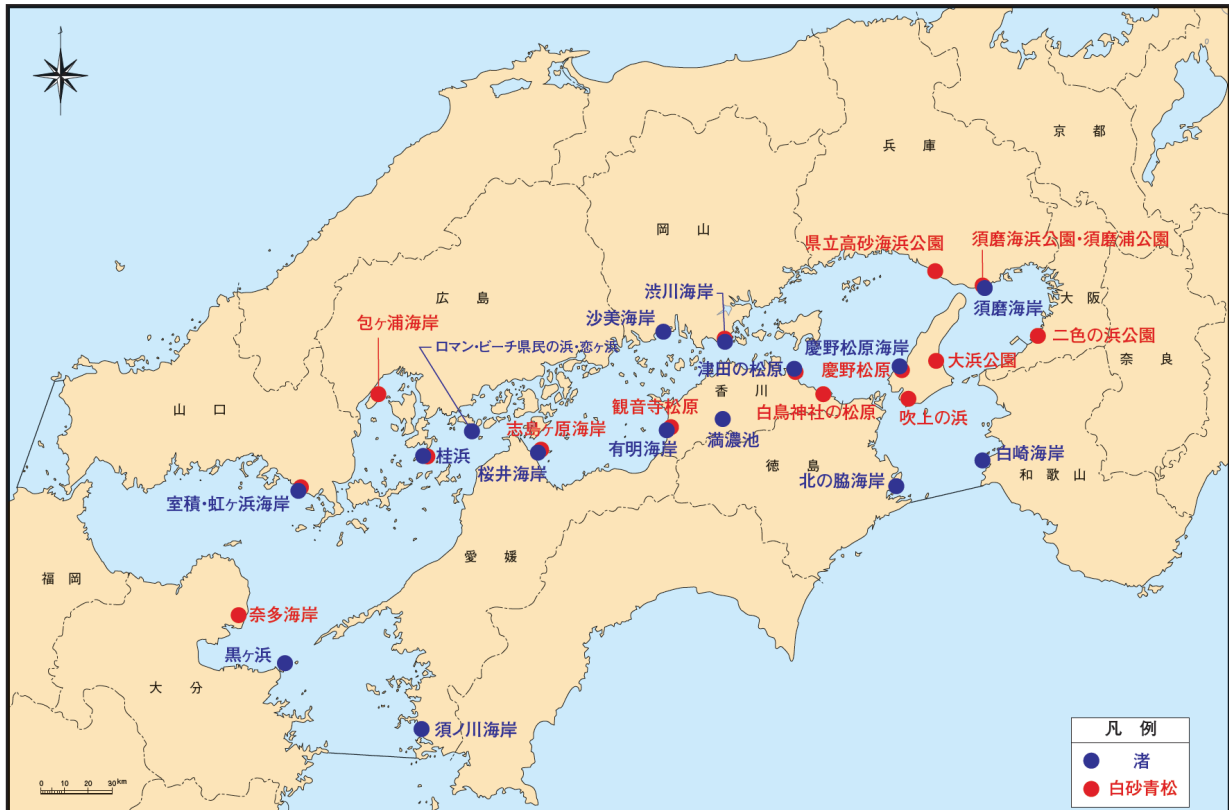 京都
兵庫
岡山
県立高砂海浜公園
須磨海浜公園・須磨浦公園
渋川海岸
広島
須磨海岸
大阪
沙美海岸
包ヶ浦海岸
ロマン・ビーチ県民の浜・恋ヶ浜
慶野松原海岸
二色の浜公園
津田の松原
慶野松原
大浜公園
奈良
香川
山口
観音寺松原
白鳥神社の松原
吹上の浜
志島ヶ原海岸
満濃池
有明海岸
桂浜
桜井海岸
徳島
白崎海岸
和歌山
北の脇海岸
室積・虹ヶ浜海岸
愛媛
福岡
奈多海岸
黒ヶ浜
大分
須ノ川海岸
凡例
渚
白砂青松
0 10 20 30km